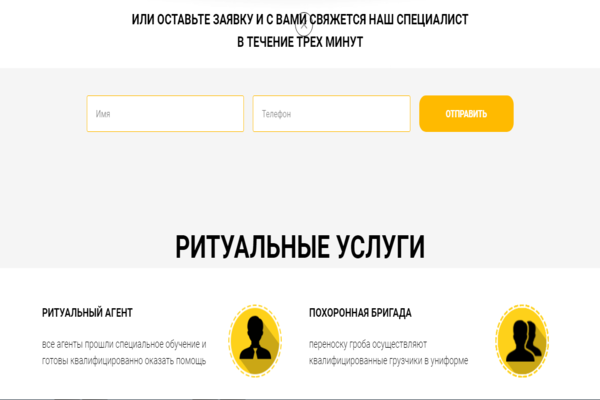 ИЛИ ОСТАВЬТЕ ЗАЯВКУ И С ВАМИ СВЯЖЕТСЯ НАШ СПЕЦИАЛИСТ
В ТЕЧЕНИЕ ТРЕХ МИНУТ
Имя
Телефон
ОТПРАВИТЬ
РИТУАЛЬНЫЕ УСЛУГИ
РИТУАЛЬНЫЙ АГЕНТ
все агенты прошли специальное обучение и
готовы квалифицированно оказать помощь
ПОХОРОННАЯ БРИГАДА
переноску гроба осуществляют
квалифицированные грузчики в униформе